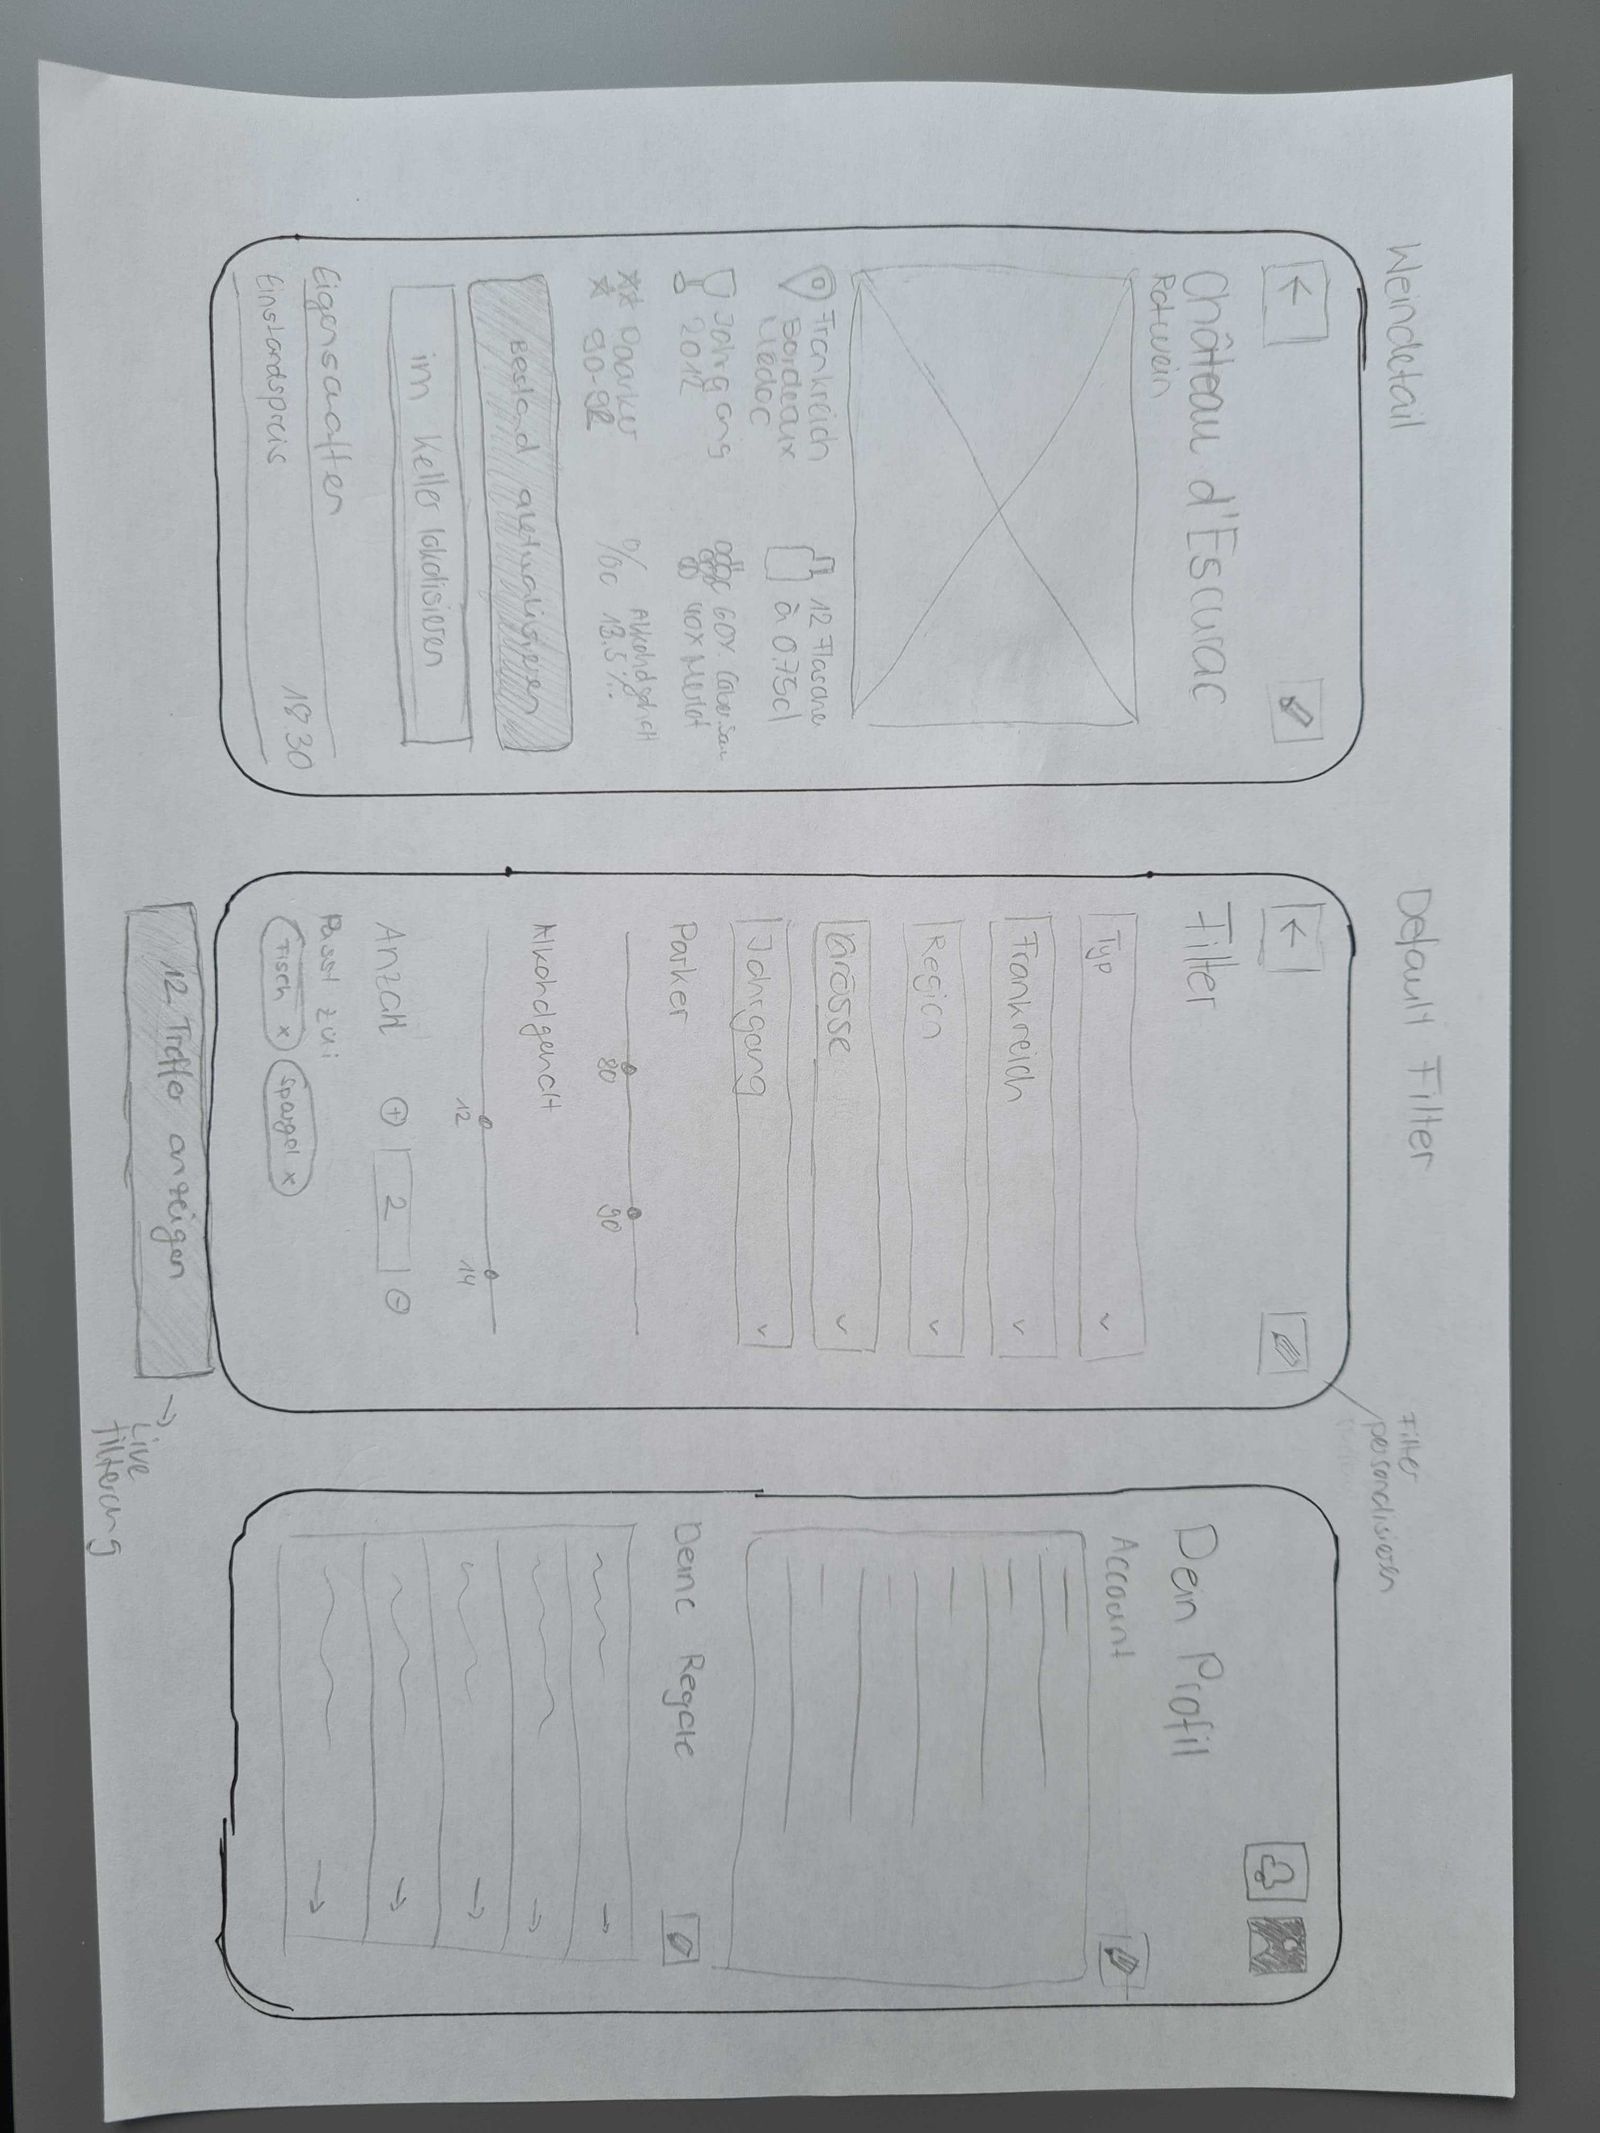 Weindetail
Château d'Escurac
Rotwein
Frankreich
Bordeaux
Médoc
12 Flaschen
à 0.75cl
Jahrgang
2012
60% Caber. Sau
40% Merlot
Parker
90-92
Alkoholgehalt
13.5%
Bestand aktualisieren
im Keller lokalisieren
Eigenschaften
Einstandspreis 18 30
Default Filter
Filter
personalisieren
Filter
Typ
Frankreich
Region
Grösse
Jahrgang
Parker
80 90
Alkoholgehalt
12 14
Anzahl + 2 -
Passt zu:
Fisch x Spargel x
12 Treffer anzeigen
→ Live
filterung
Dein Profil
Account
Deine Regale